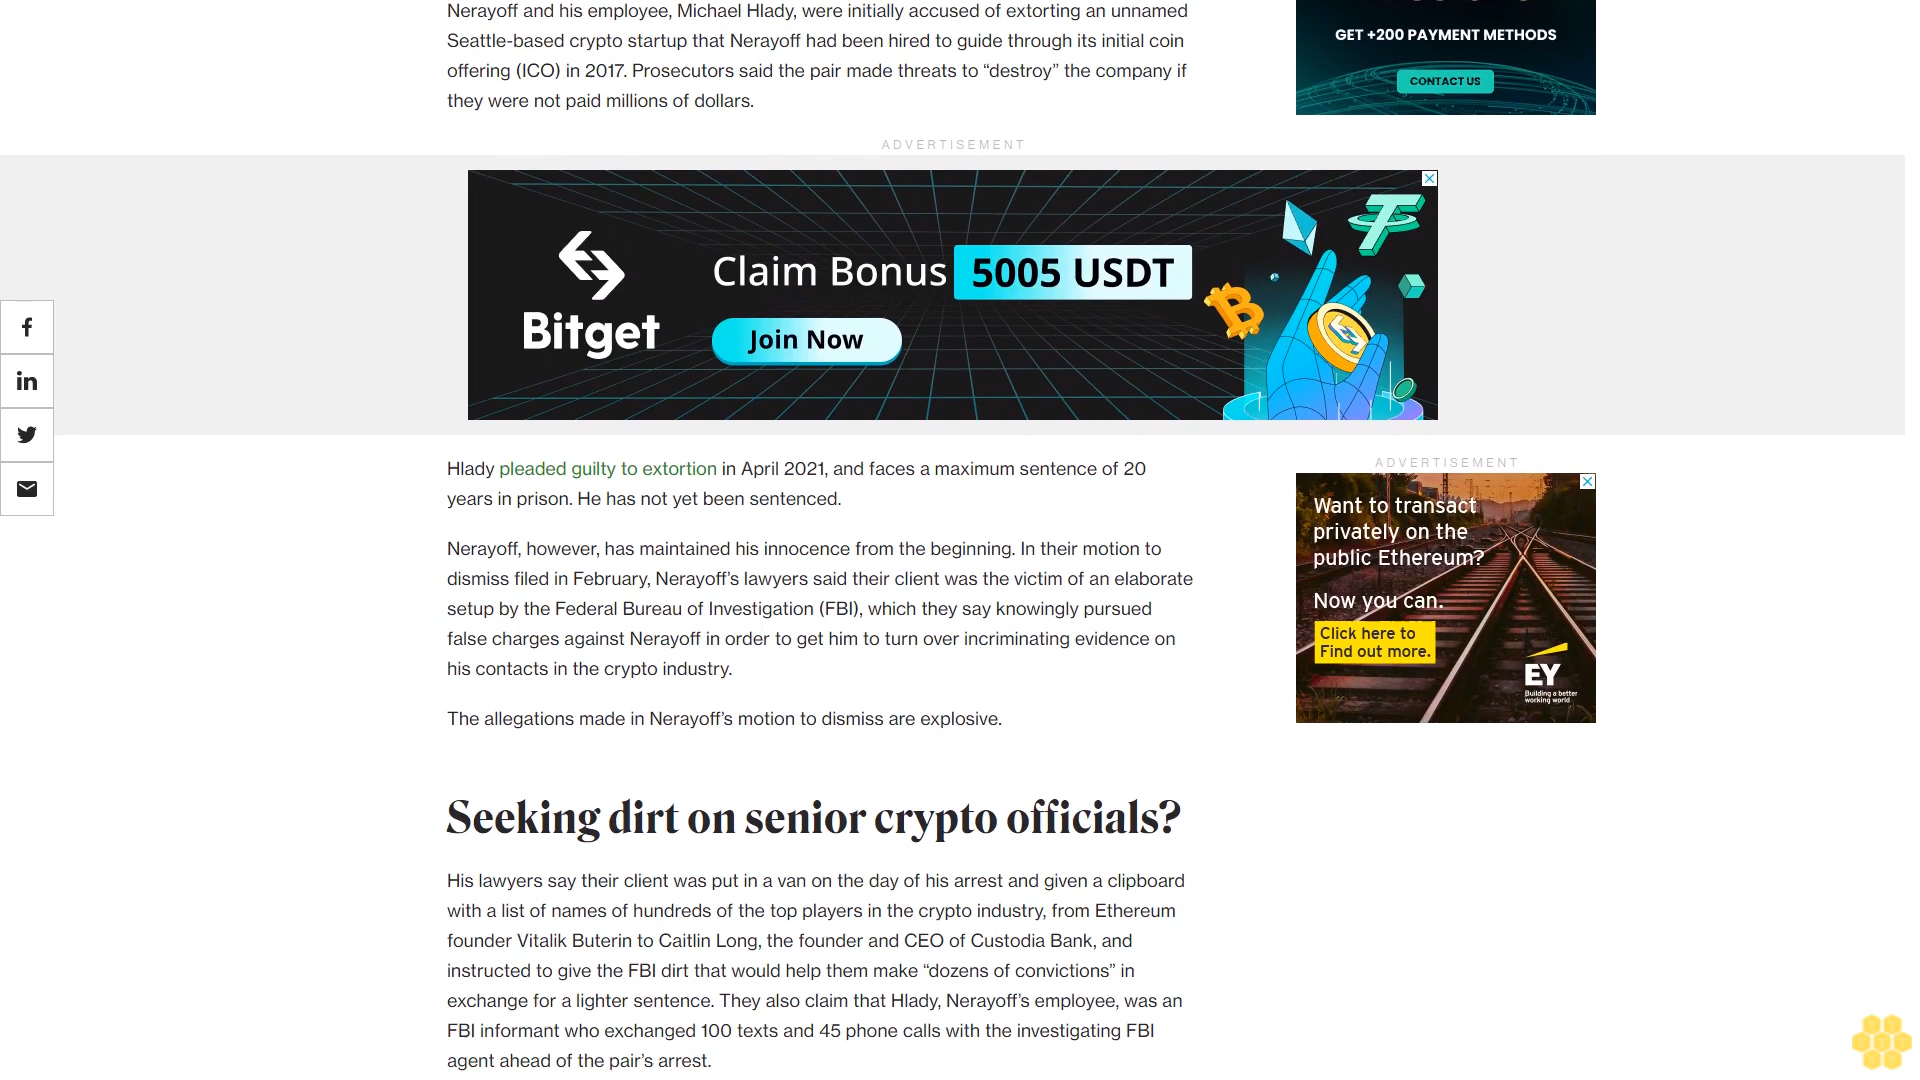 Nerayoff and his employee, Michael Hlady, were initially accused of extorting an unnamed
Seattle-based crypto startup that Nerayoff had been hired to guide through its initial coin
offering (ICO) in 2017. Prosecutors said the pair made threats to “destroy” the company if
they were not paid millions of dollars.
GET +200 PAYMENT METHODS
CONTACT US
ADVERTISEMENT
Bitget
Claim Bonus 5005 USDT
Join Now
Hlady pleaded guilty to extortion in April 2021, and faces a maximum sentence of 20
years in prison. He has not yet been sentenced.
Nerayoff, however, has maintained his innocence from the beginning. In their motion to
dismiss filed in February, Nerayoff’s lawyers said their client was the victim of an elaborate
setup by the Federal Bureau of Investigation (FBI), which they say knowingly pursued
false charges against Nerayoff in order to get him to turn over incriminating evidence on
his contacts in the crypto industry.
The allegations made in Nerayoff’s motion to dismiss are explosive.
ADVERTISEMENT
Want to transact
privately on the
public Ethereum?
Now you can.
Click here to
Find out more.
EY
Building a better
working world
Seeking dirt on senior crypto officials?
His lawyers say their client was put in a van on the day of his arrest and given a clipboard
with a list of names of hundreds of the top players in the crypto industry, from Ethereum
founder Vitalik Buterin to Caitlin Long, the founder and CEO of Custodia Bank, and
instructed to give the FBI dirt that would help them make “dozens of convictions” in
exchange for a lighter sentence. They also claim that Hlady, Nerayoff’s employee, was an
FBI informant who exchanged 100 texts and 45 phone calls with the investigating FBI
agent ahead of the pair’s arrest.